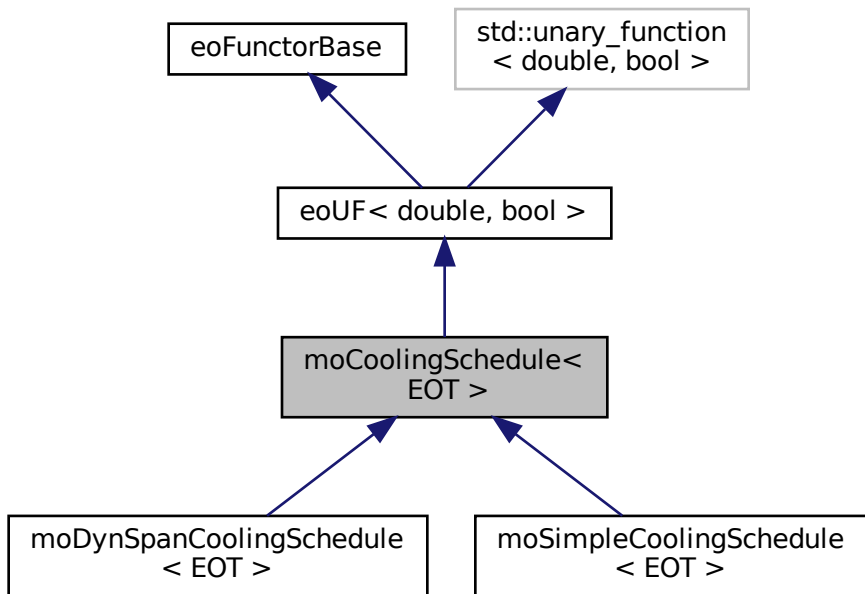 eoFunctorBase
std::unary_function
< double, bool >
eoUF< double, bool >
moCoolingSchedule<
EOT >
moDynSpanCoolingSchedule
< EOT >
moSimpleCoolingSchedule
< EOT >